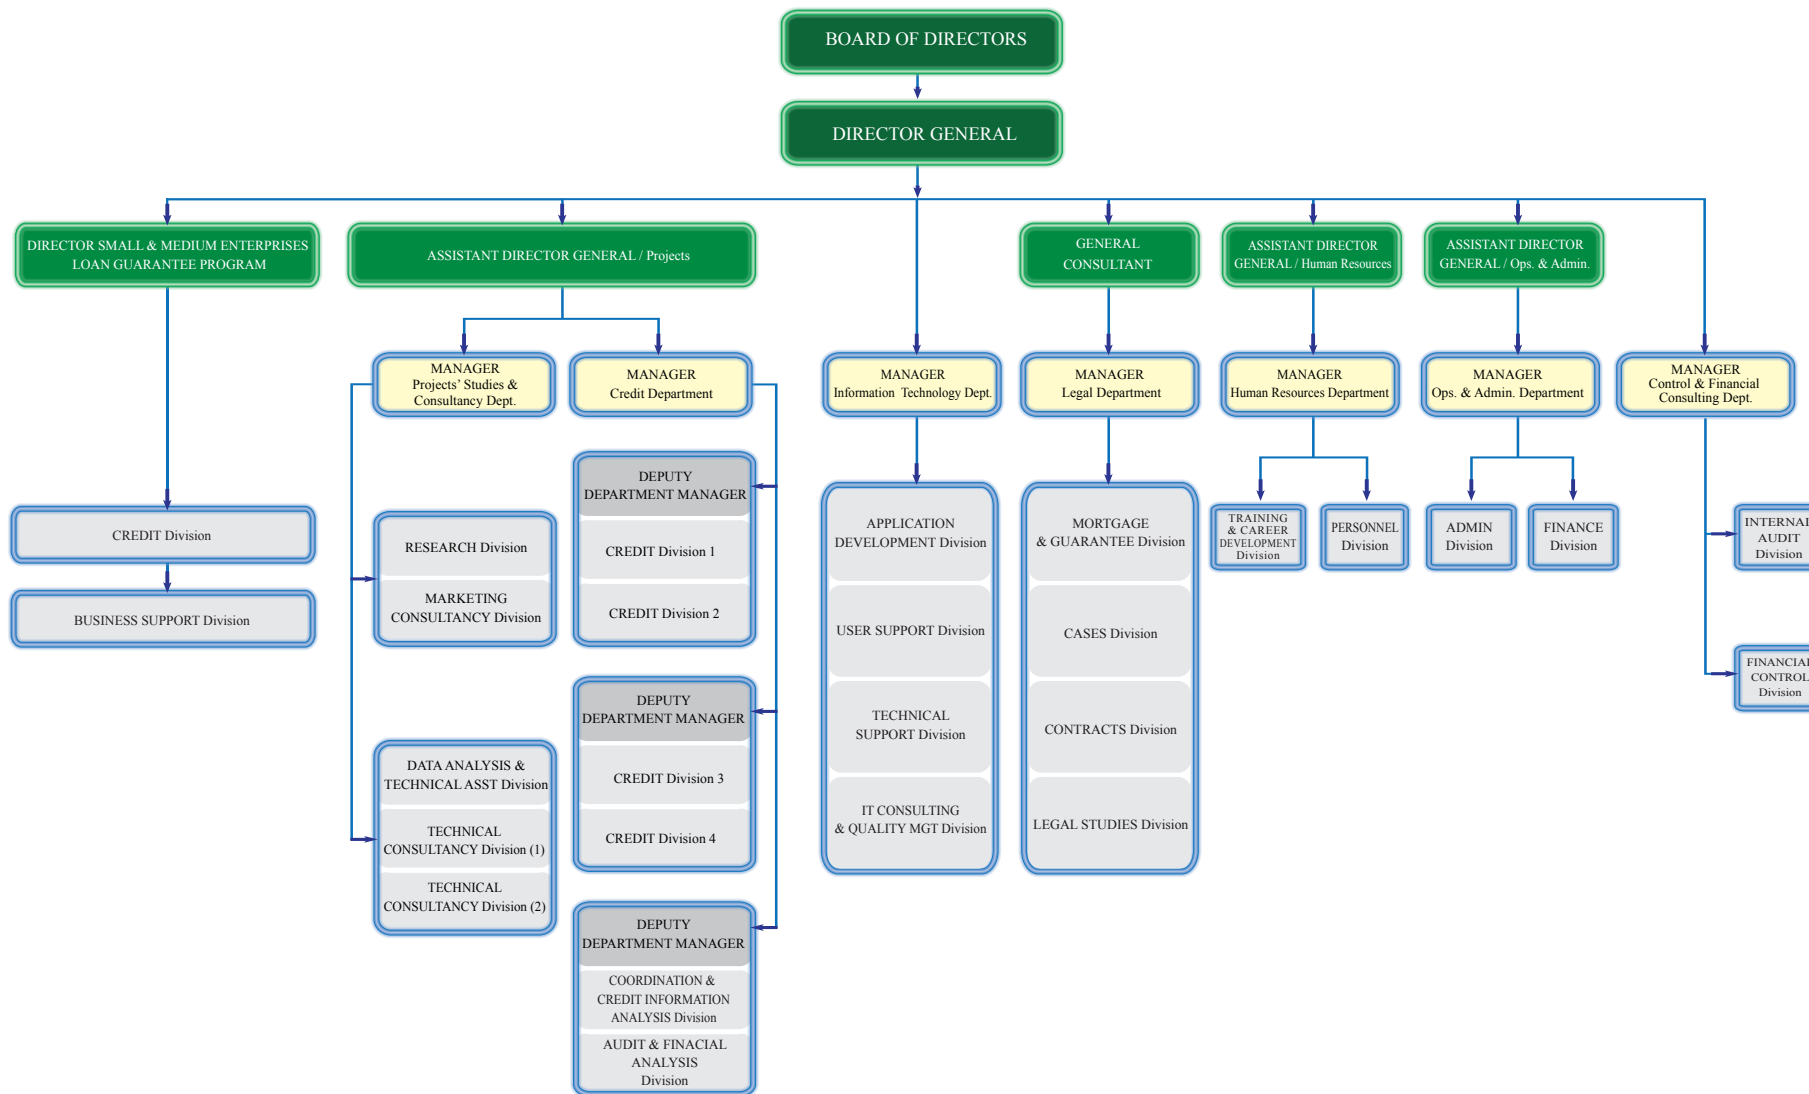 BOARD OF DIRECTORS
DIRECTOR GENERAL
DIRECTOR SMALL & MEDIUM ENTERPRISES
LOAN GUARANTEE PROGRAM
ASSISTANT DIRECTOR GENERAL / Projects
GENERAL
CONSULTANT
ASSISTANT DIRECTOR
GENERAL / Human Resources
ASSISTANT DIRECTOR
GENERAL / Ops. & Admin.
MANAGER
Projects' Studies &
Consultancy Dept.
MANAGER
Credit Department
MANAGER
Information Technology Dept.
MANAGER
Legal Department
MANAGER
Human Resources Department
MANAGER
Ops. & Admin. Department
MANAGER
Control & Financial
Consulting Dept.
CREDIT Division
BUSINESS SUPPORT Division
RESEARCH Division
MARKETING
CONSULTANCY Division
DATA ANALYSIS &
TECHNICAL ASST Division
TECHNICAL
CONSULTANCY Division (1)
TECHNICAL
CONSULTANCY Division (2)
DEPUTY
DEPARTMENT MANAGER
CREDIT Division 1
CREDIT Division 2
DEPUTY
DEPARTMENT MANAGER
CREDIT Division 3
CREDIT Division 4
DEPUTY
DEPARTMENT MANAGER
COORDINATION &
CREDIT INFORMATION
ANALYSIS Division
AUDIT & FINACIAL
ANALYSIS
Division
APPLICATION
DEVELOPMENT Division
USER SUPPORT Division
TECHNICAL
SUPPORT Division
IT CONSULTING
& QUALITY MGT Division
MORTGAGE
& GUARANTEE Division
CASES Division
CONTRACTS Division
LEGAL STUDIES Division
TRAINING
& CAREER
DEVELOPMENT
Division
PERSONNEL
Division
ADMIN
Division
FINANCE
Division
INTERNAL
AUDIT
Division
FINANCIAL
CONTROL
Division